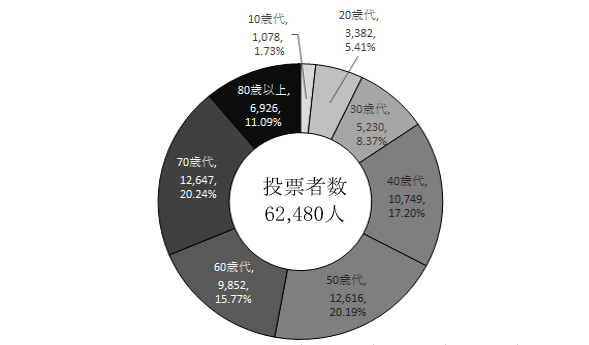 10歳代,
1,078,
1.73%
20歳代,
3,382,
5.41%
30歳代,
5,230,
8.37%
40歳代,
10,749,
17.20%
50歳代,
12,616,
20.19%
60歳代,
9,852,
15.77%
70歳代,
12,647,
20.24%
80歳以上,
6,926,
11.09%
投票者数
62,480人